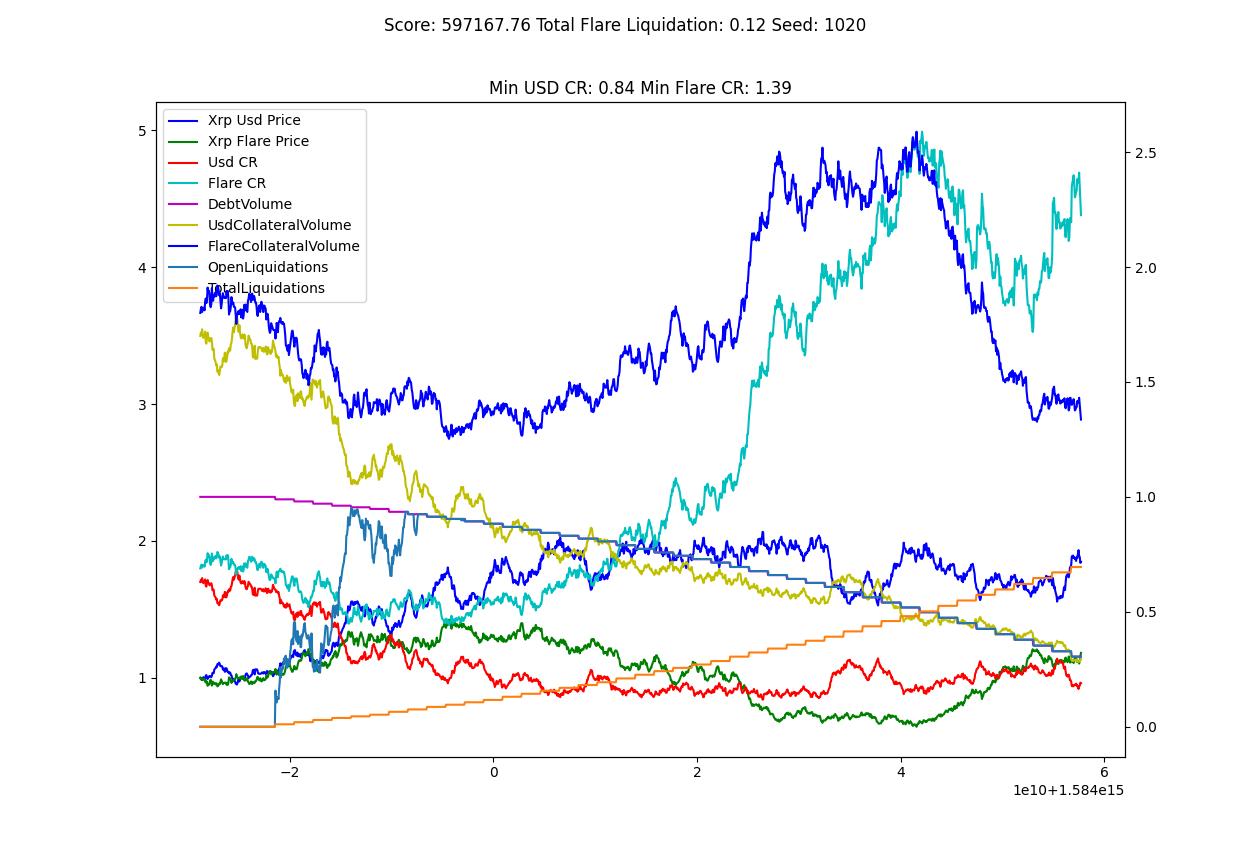 Score: 597167.76 Total Flare Liquidation: 0.12 Seed: 1020
Min USD CR: 0.84 Min Flare CR: 1.39
Xrp Usd Price
Xrp Flare Price
Usd CR
Flare CR
DebtVolume
UsdCollateralVolume
FlareCollateralVolume
OpenLiquidations
TotalLiquidations
5
4
3
2
1
2.5
2.0
1.5
1.0
0.5
0.0
−2 0 2 4 6
1e10+1.584e15